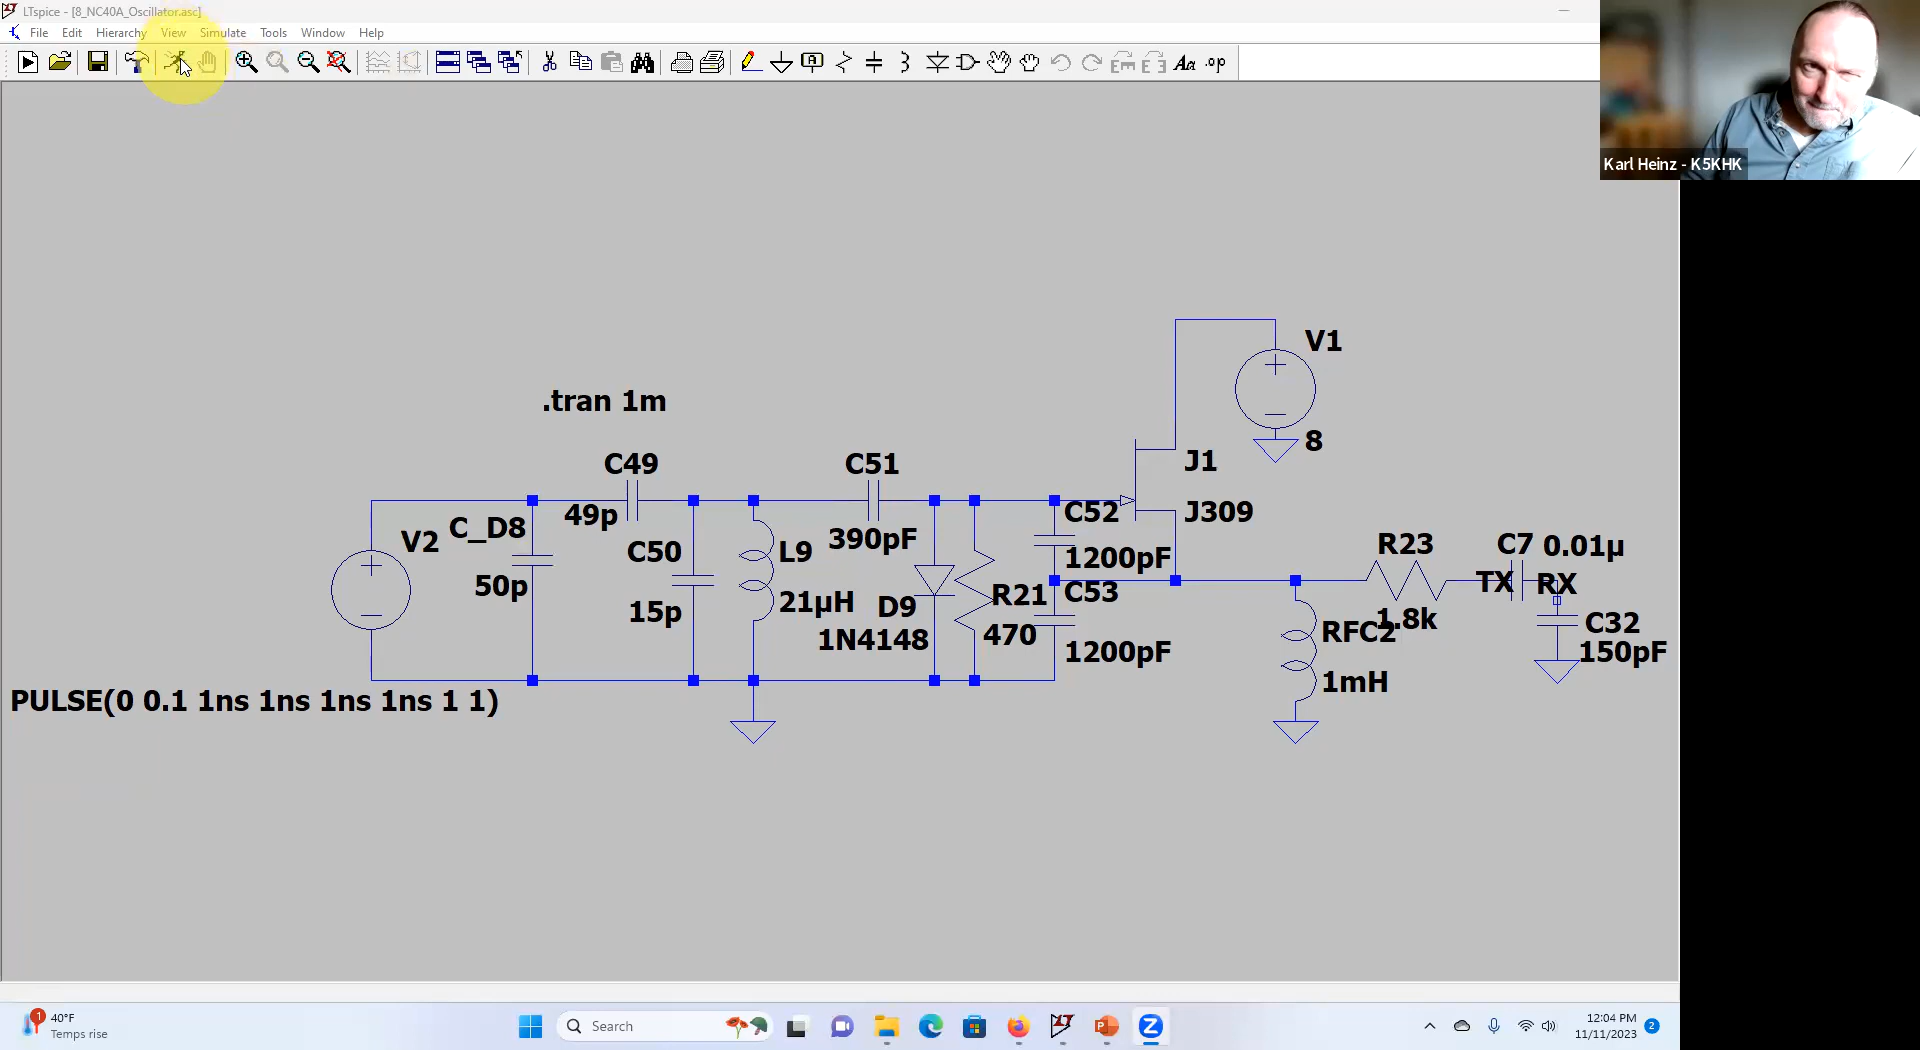 LTspice - [8_NC40A_Oscillator.asc]
File Edit Hierarchy View Simulate Tools Window Help
Karl Heinz - K5KHK
V1
8
.tran 1m
C49
49p
C51
390pF
J1
J309
V2
C_D8
50p
C50
15p
L9
21µH
D9
1N4148
R21
470
C52
1200pF
C53
1200pF
R23
1.8k
C7 0.01µ
TX RX
RFC2
1mH
C32
150pF
PULSE(0 0.1 1ns 1ns 1ns 1ns 1 1)
1
40°F
Temps rise
Search
12:04 PM
11/11/2023
2